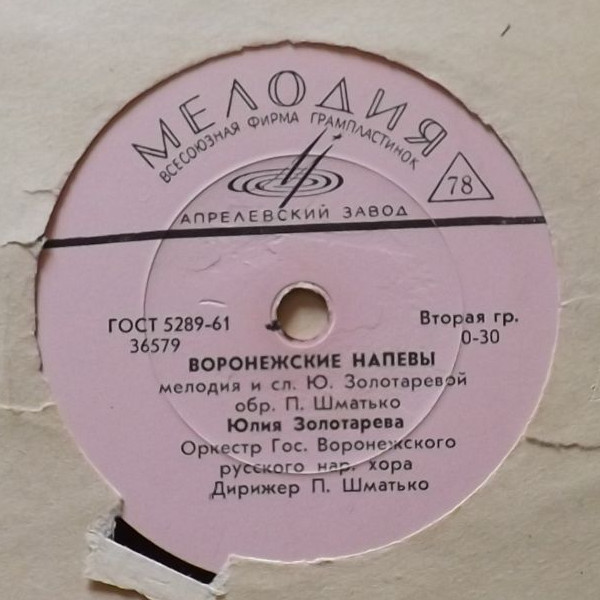 МЕЛОДИЯ
ВСЕСОЮЗНАЯ ФИРМА ГРАМПЛАСТИНОК
78
АПРЕЛЕВСКИЙ ЗАВОД
ГОСТ 5289-61 Вторая гр.
36579 0-30
ВОРОНЕЖСКИЕ НАПЕВЫ
мелодия и сл. Ю. Золотаревой
обр. П. Шматько
Юлия Золотарева
Оркестр Гос. Воронежского
русского нар. хора
Дирижер П. Шматько